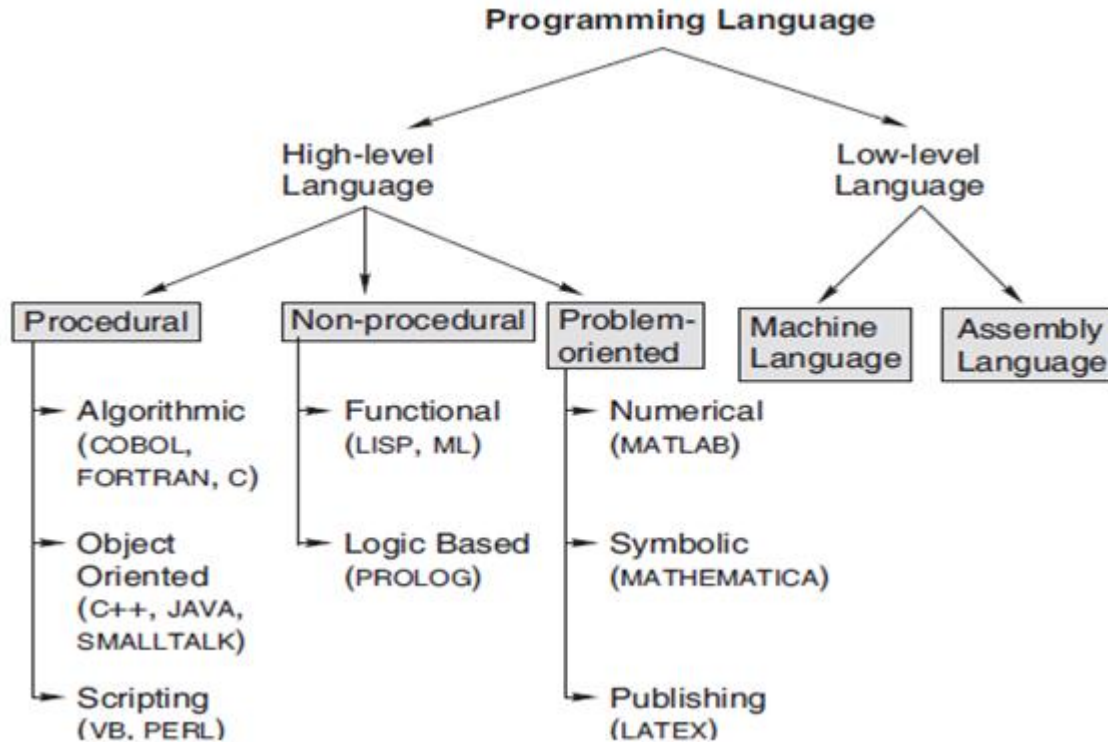 Programming Language
High-level
Language
Low-level
Language
Procedural
Non-procedural
Problem-
oriented
Machine
Language
Assembly
Language
Algorithmic
(COBOL,
FORTRAN, C)
Object
Oriented
(C++, JAVA,
SMALLTALK)
Scripting
(VB, PERL)
Functional
(LISP, ML)
Logic Based
(PROLOG)
Numerical
(MATLAB)
Symbolic
(MATHEMATICA)
Publishing
(LATEX)